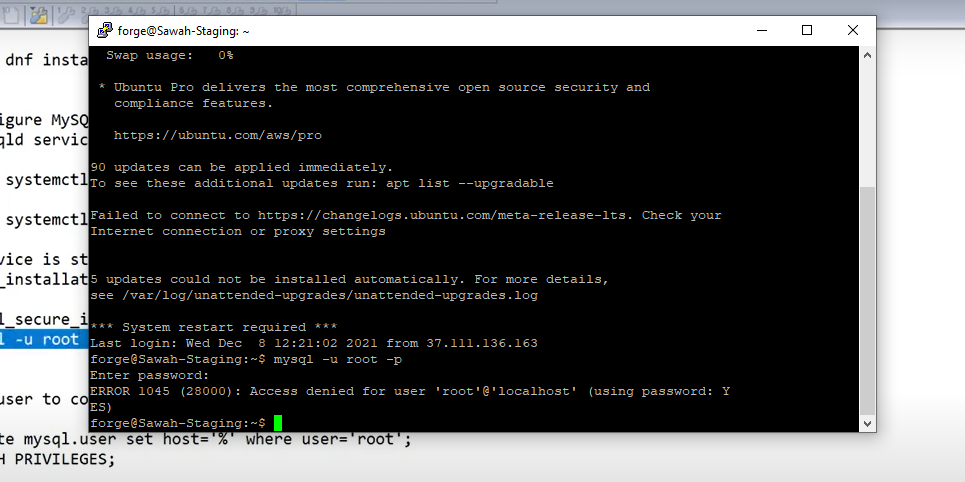 forge@Sawah-Staging: ~
dnf insta
Swap usage:   0%
* Ubuntu Pro delivers the most comprehensive open source security and
compliance features.
igure MySQ
qld servic
https://ubuntu.com/aws/pro
90 updates can be applied immediately.
systemctl
To see these additional updates run: apt list --upgradable
systemctl
Failed to connect to https://changelogs.ubuntu.com/meta-release-lts. Check your
Internet connection or proxy settings
vice is st
_installat
5 updates could not be installed automatically. For more details,
see /var/log/unattended-upgrades/unattended-upgrades.log
l_secure_i
*** System restart required ***
l -u root
Last login: Wed Dec  8 12:21:02 2021 from 37.111.136.163
forge@Sawah-Staging:~$ mysql -u root -p
Enter password:
ERROR 1045 (28000): Access denied for user 'root'@'localhost' (using password: Y
ES)
user to co
forge@Sawah-Staging:~$
te mysql.user set host='%' where user='root';
H PRIVILEGES;